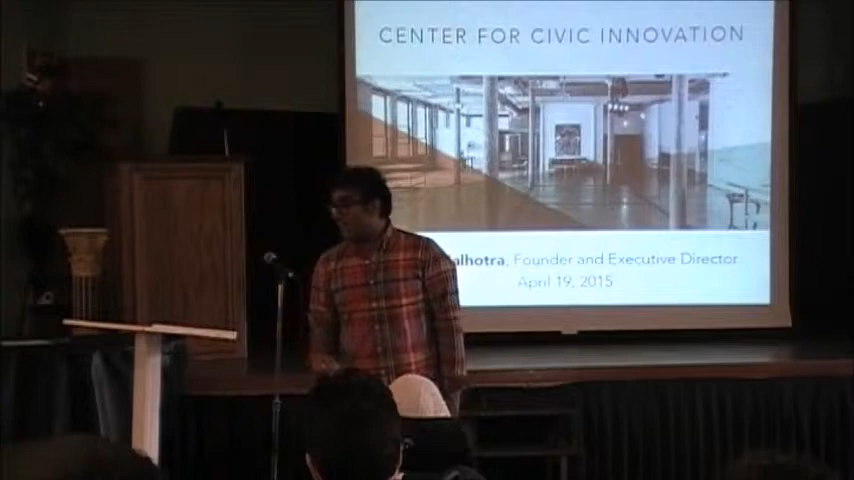 CENTER FOR CIVIC INNOVATION
alhotra, Founder and Executive Director
April 19, 2015